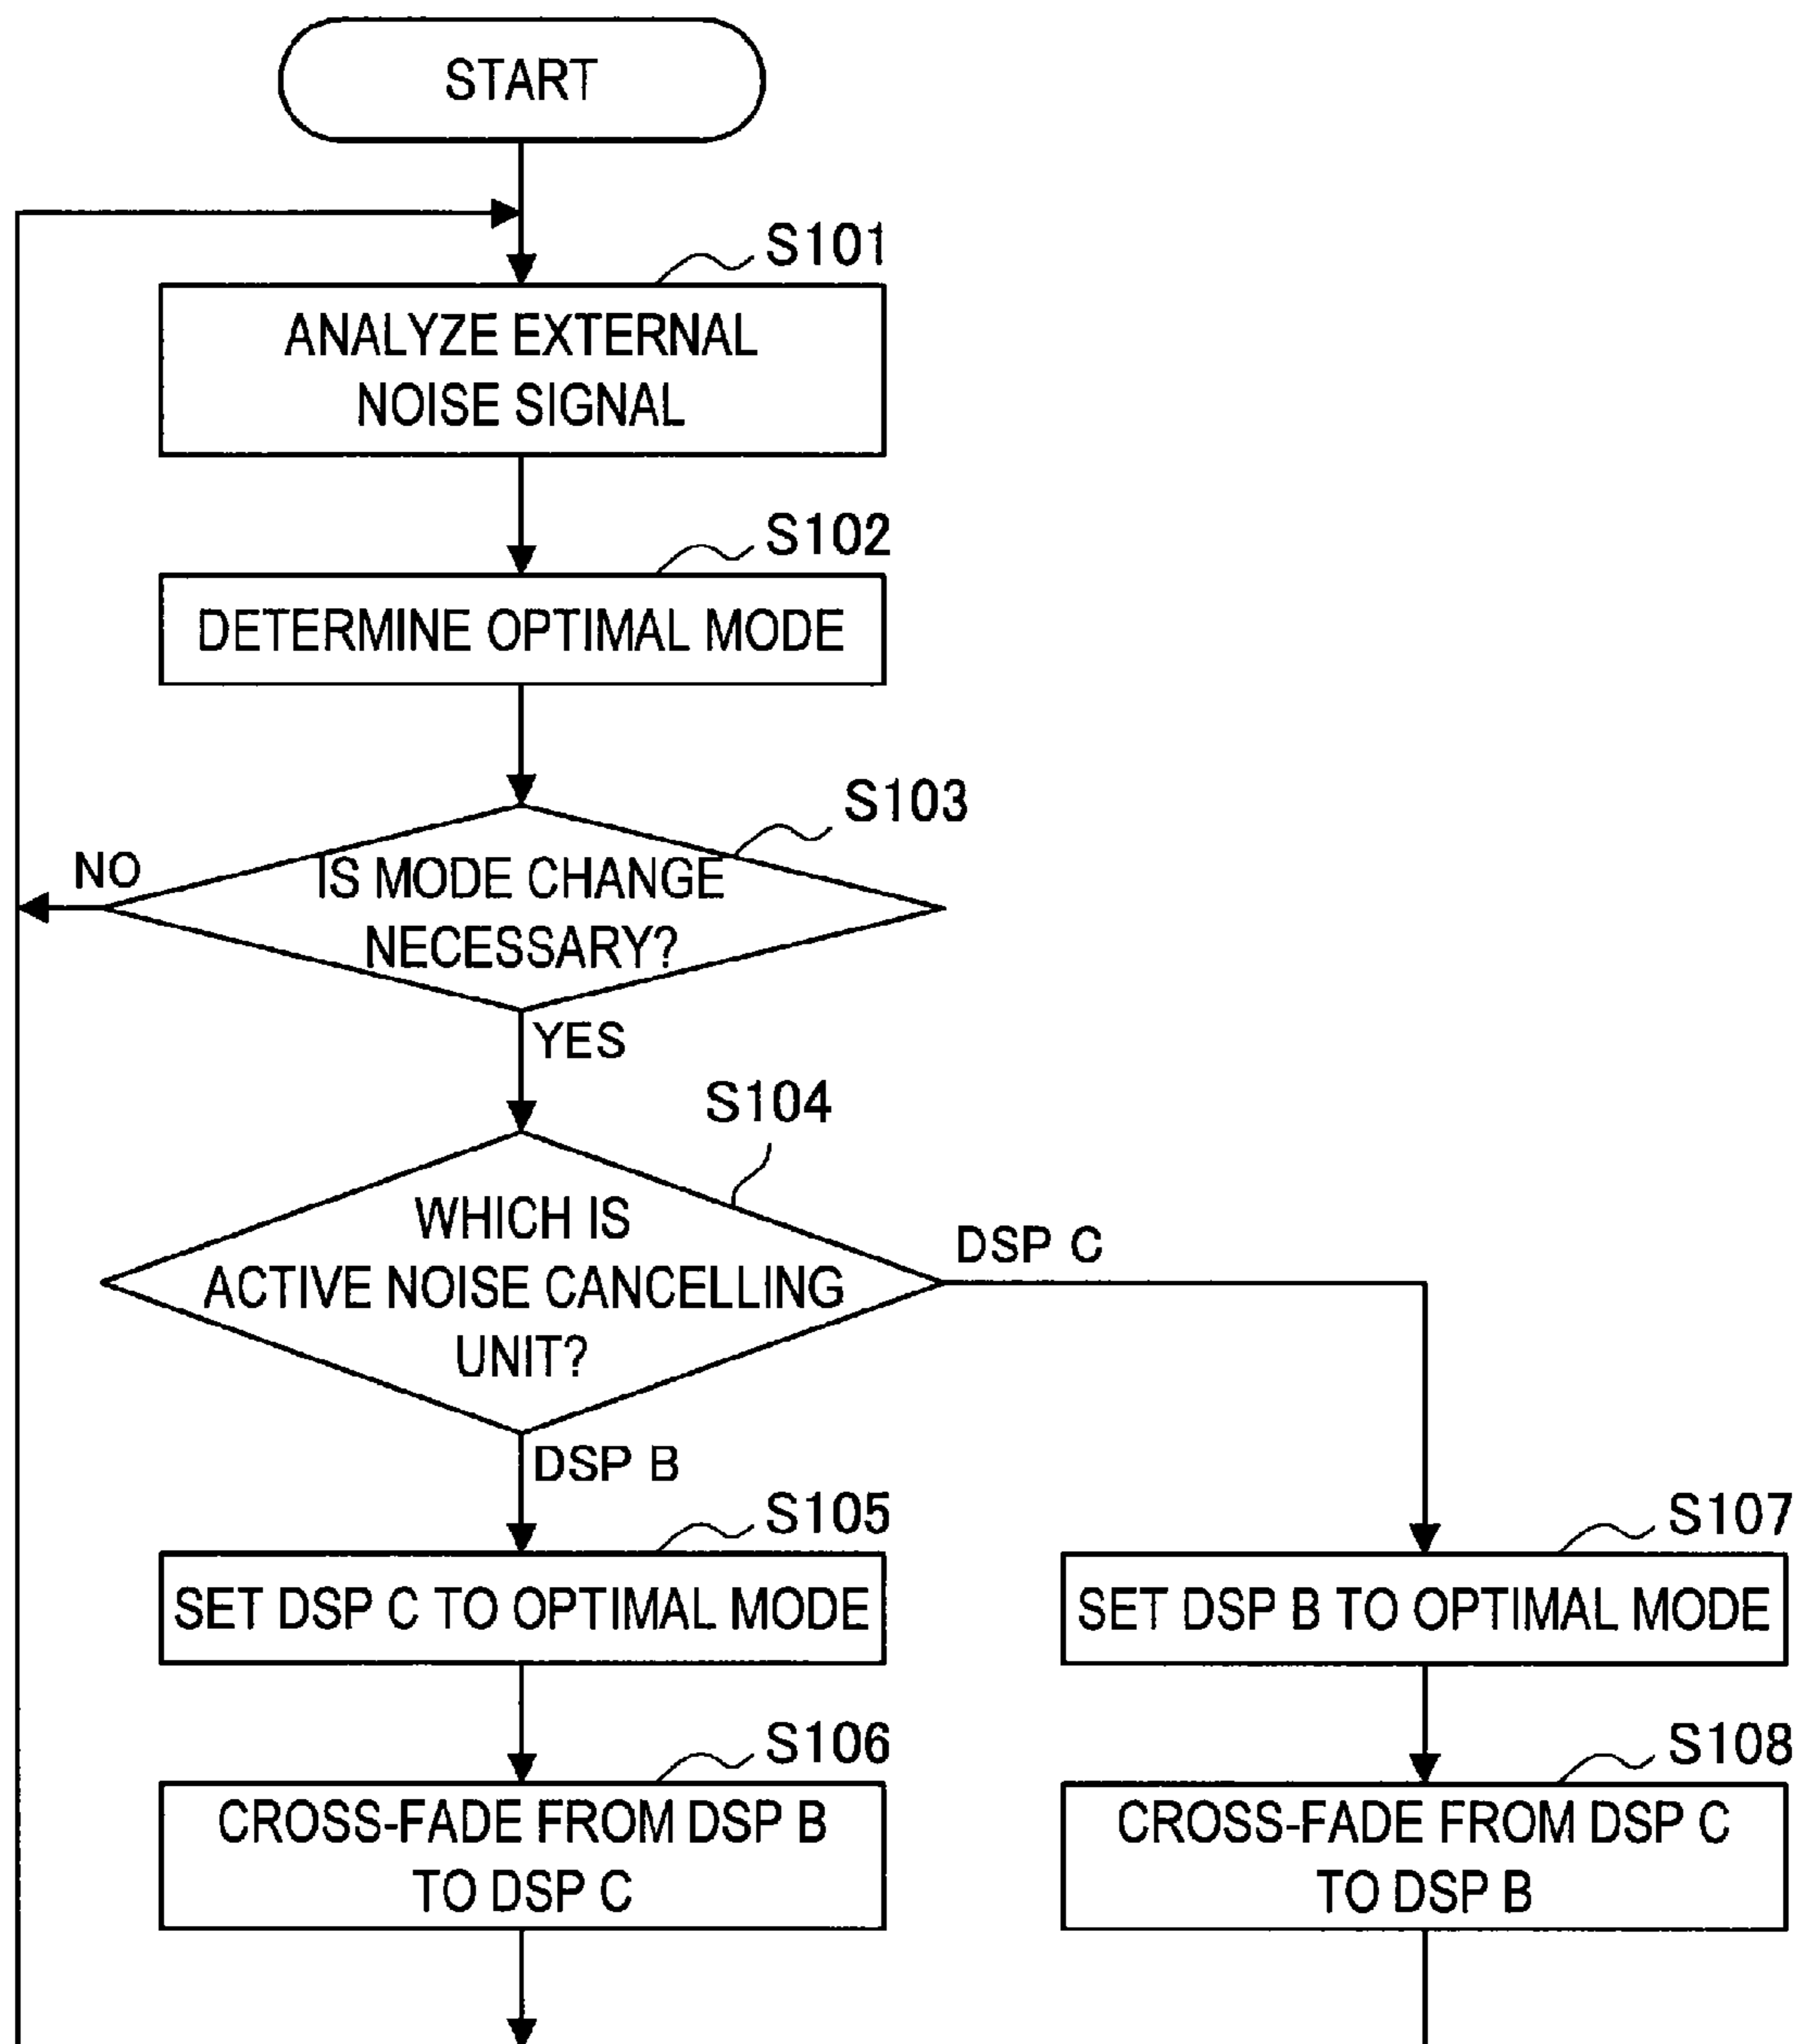 START
S101
ANALYZE EXTERNAL
NOISE SIGNAL
S102
DETERMINE OPTIMAL MODE
S103
NO
IS MODE CHANGE
NECESSARY?
YES
S104
WHICH IS
ACTIVE NOISE CANCELLING
UNIT?
DSP C
DSP B
S105
SET DSP C TO OPTIMAL MODE
S107
SET DSP B TO OPTIMAL MODE
S106
CROSS-FADE FROM DSP B
TO DSP C
S108
CROSS-FADE FROM DSP C
TO DSP B